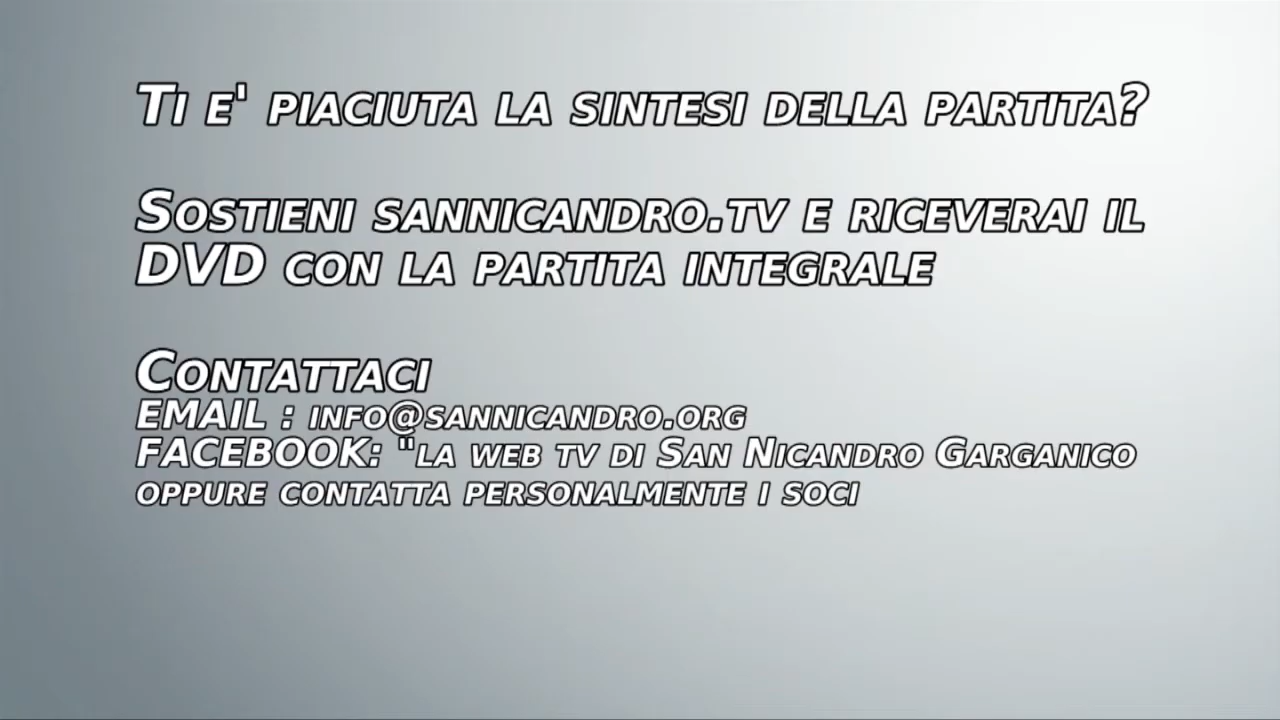 Ti e' piaciuta la sintesi della partita?
Sostieni sannicandro.tv e riceverai il
DVD con la partita integrale
Contattaci
EMAIL : info@sannicandro.org
FACEBOOK: "la web tv di San Nicandro Garganico
oppure contatta personalmente i soci